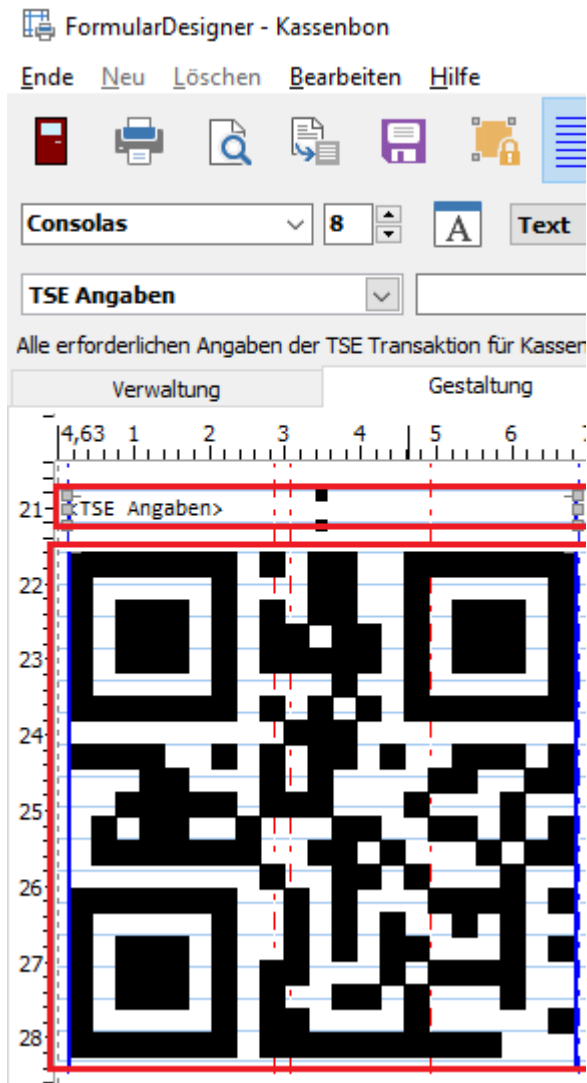 FormularDesigner - Kassenbon
Ende Neu Löschen Bearbeiten Hilfe
Consolas 8 A Text
TSE Angaben
Alle erforderlichen Angaben der TSE Transaktion für Kassen
Verwaltung Gestaltung
4,63 1 2 3 4 5 6
21 <TSE Angaben>
22
23
24
25
26
27
28